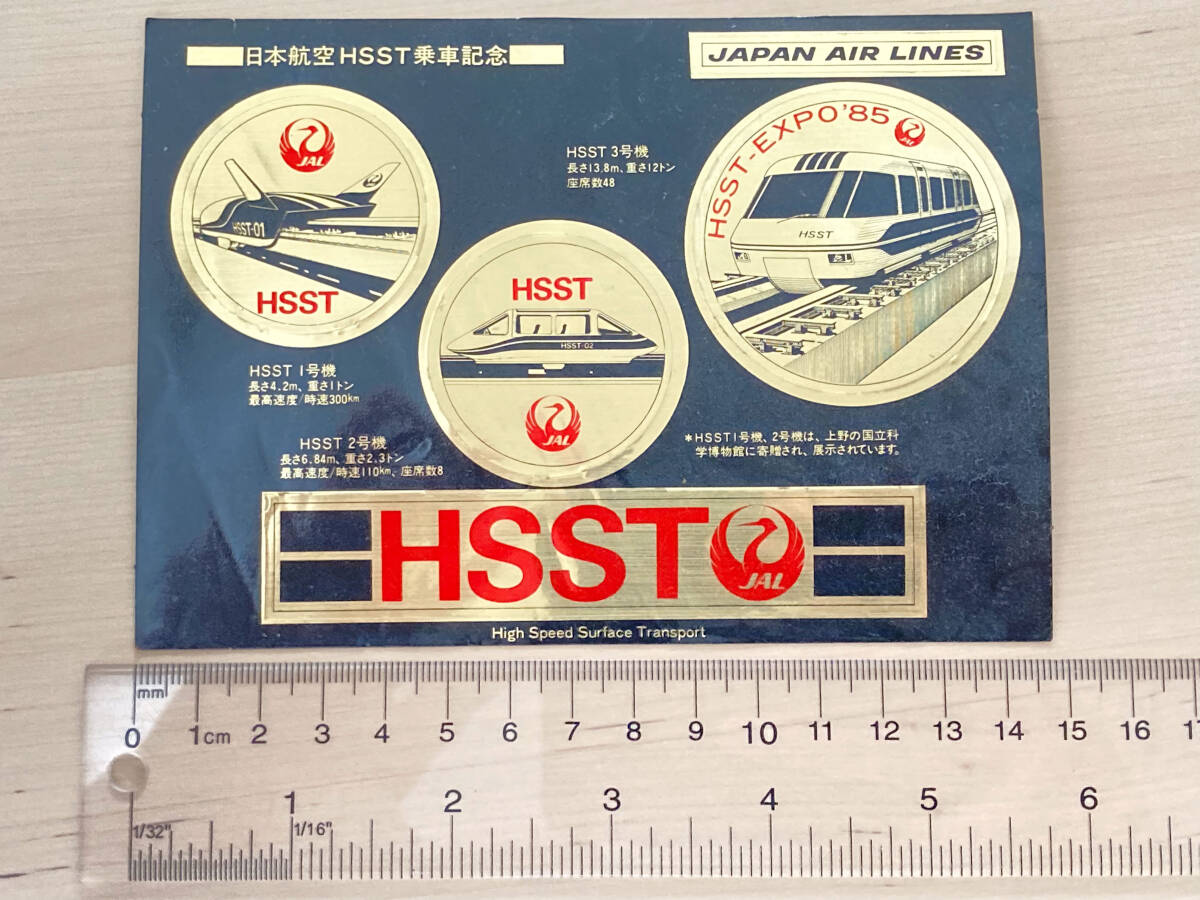 日本航空HSST乗車記念
JAPAN AIR LINES
JAL
HSST-01
HSST
HSST 1号機
長さ4.2m、重さ1トン
最高速度/時速300km
HSST
HSST-02
JAL
HSST 2号機
長さ6.84m、重さ2.3トン
最高速度/時速110km、座席数8
HSST 3号機
長さ13.8m、重さ12トン
座席数48
HSST-EXPO'85
JAL
HSST
*HSST1号機、2号機は、上野の国立科
学博物館に寄贈され、展示されています。
HSST JAL
High Speed Surface Transport
mm
0 1cm 2 3 4 5 6 7 8 9 10 11 12 13 14 15 16 17
1 2 3 4 5 6
1/32" 1/16"